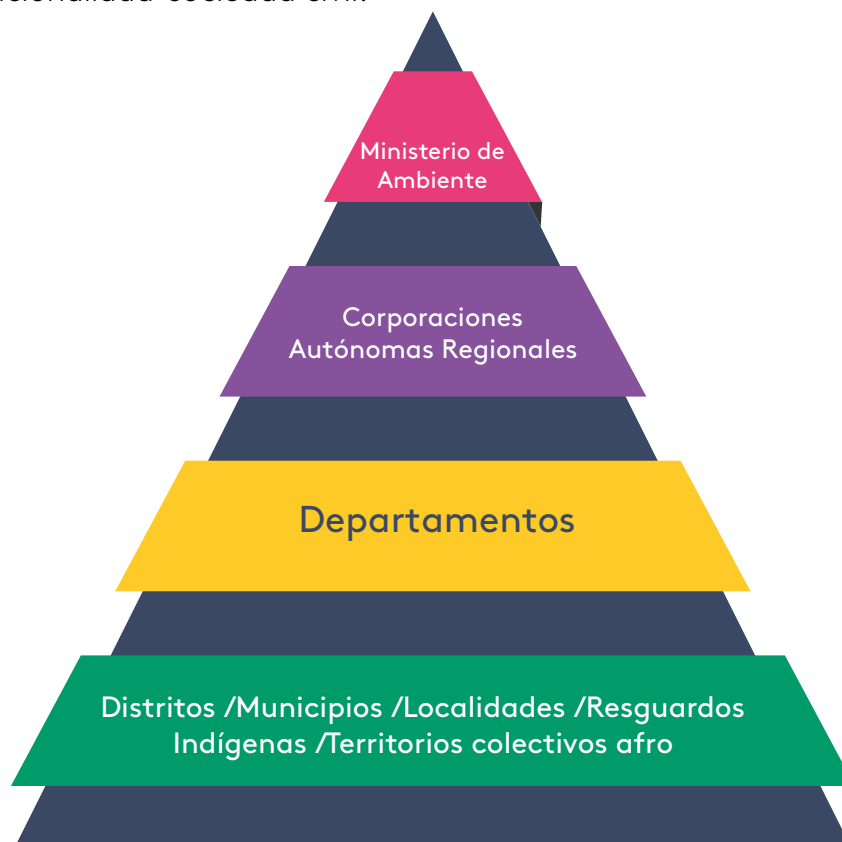 Ministerio de
Ambiente
Corporaciones
Autónomas Regionales
Departamentos
Distritos /Municipios /Localidades /Resguardos
Indígenas /Territorios colectivos afro